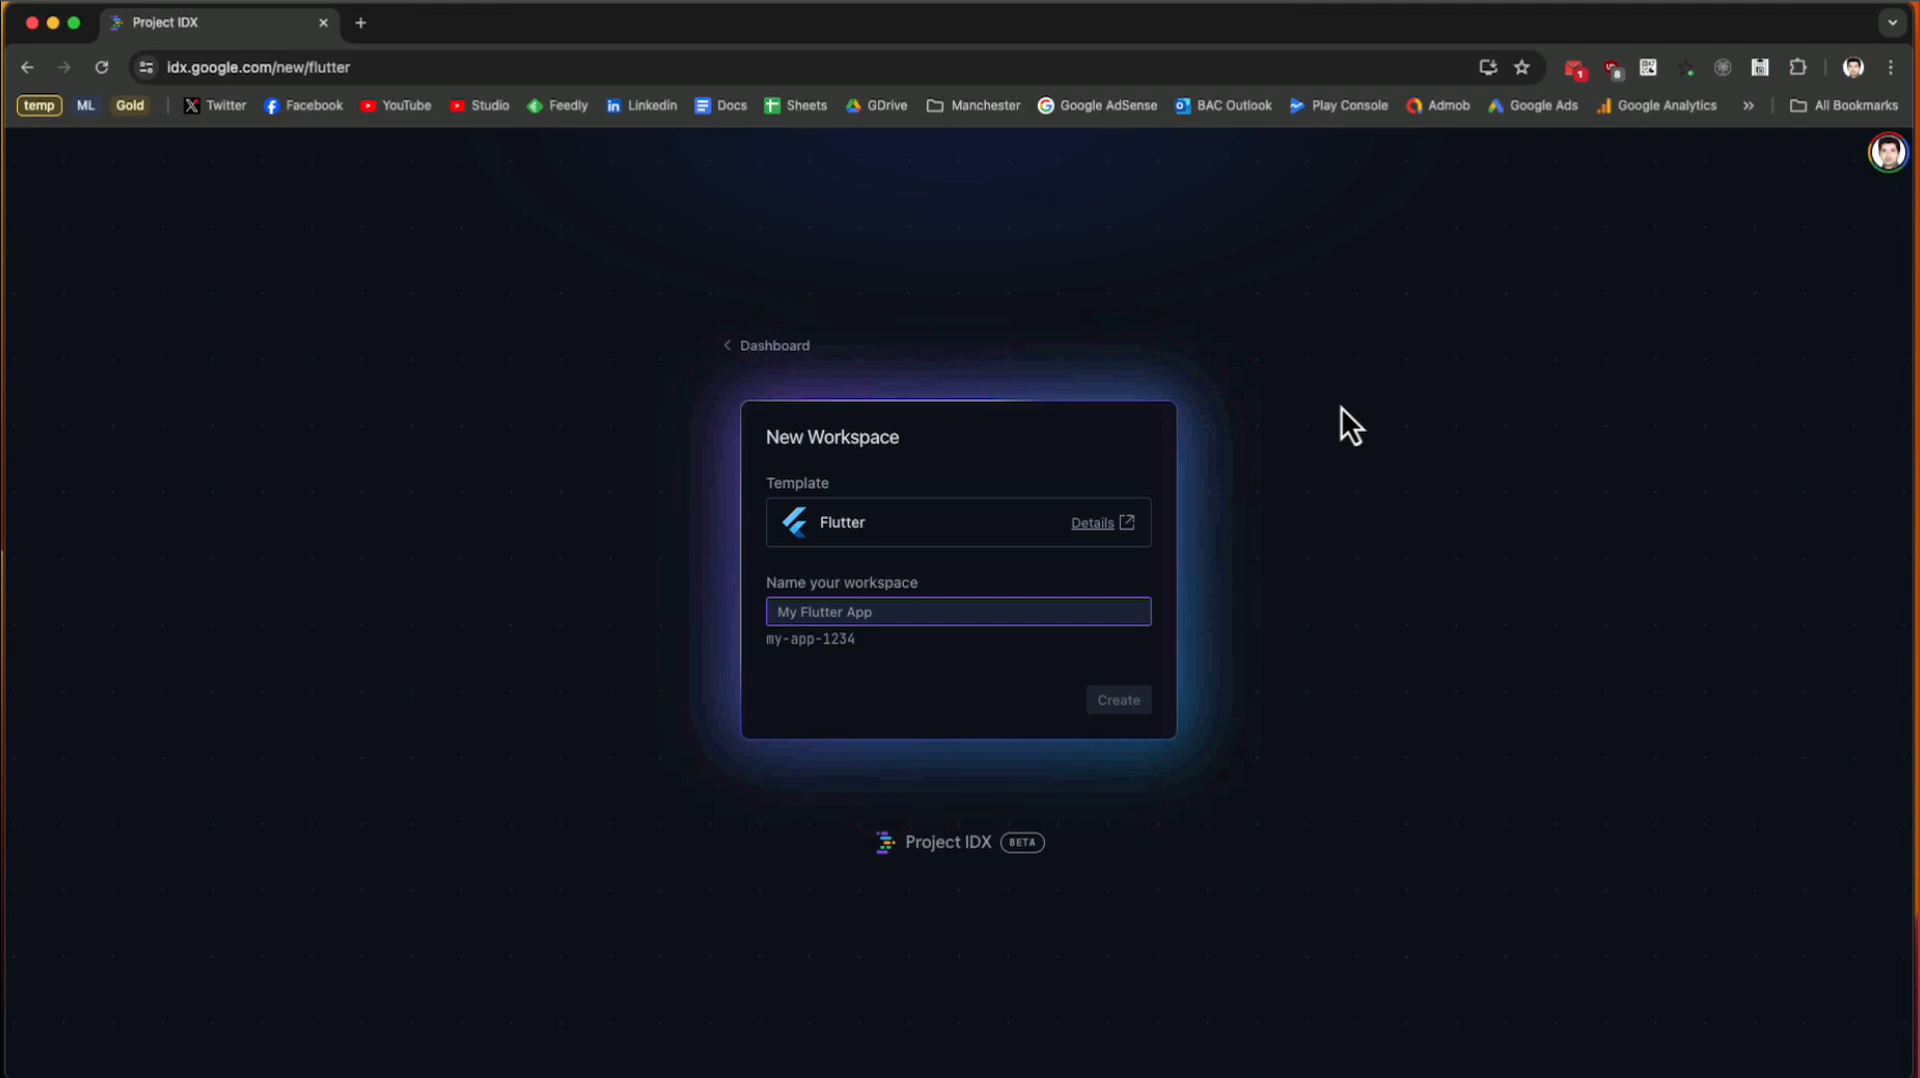 Project IDX
idx.google.com/new/flutter
1
8
temp ML Gold Twitter Facebook YouTube Studio Feedly LinkedIn Docs Sheets GDrive Manchester Google AdSense BAC Outlook Play Console Admob Google Ads Google Analytics All Bookmarks
Dashboard
New Workspace
Template
Flutter Details
Name your workspace
My Flutter App
my-app-1234
Create
Project IDX BETA